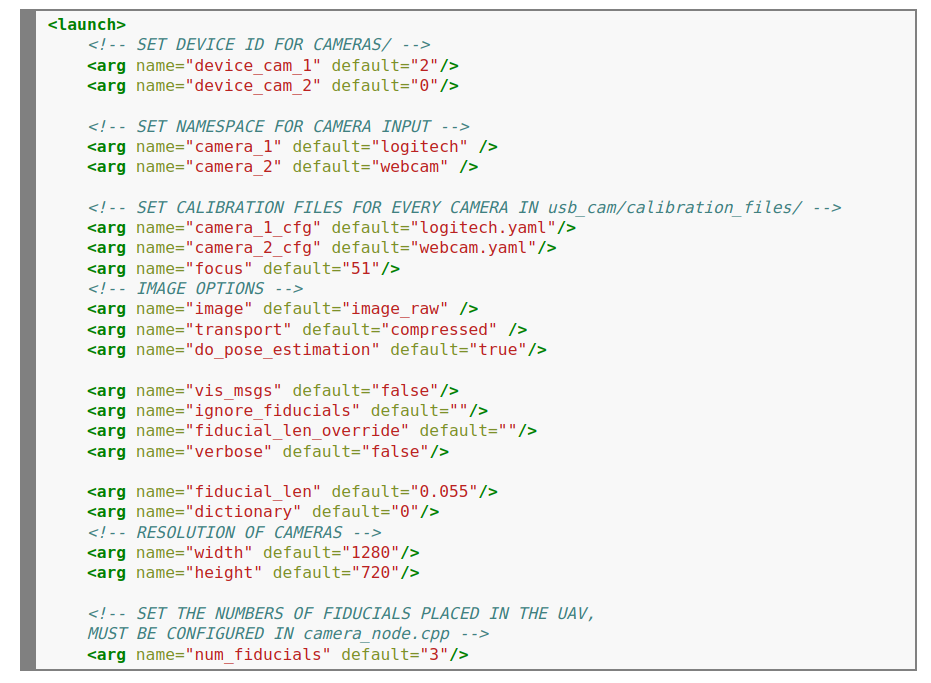 <launch>
<!-- SET DEVICE ID FOR CAMERAS/ -->
<arg name="device_cam_1" default="2"/>
<arg name="device_cam_2" default="0"/>
<!-- SET NAMESPACE FOR CAMERA INPUT -->
<arg name="camera_1" default="logitech" />
<arg name="camera_2" default="webcam" />
<!-- SET CALIBRATION FILES FOR EVERY CAMERA IN usb_cam/calibration_files/ -->
<arg name="camera_1_cfg" default="logitech.yaml"/>
<arg name="camera_2_cfg" default="webcam.yaml"/>
<arg name="focus" default="51"/>
<!-- IMAGE OPTIONS -->
<arg name="image" default="image_raw" />
<arg name="transport" default="compressed" />
<arg name="do_pose_estimation" default="true"/>
<arg name="vis_msgs" default="false"/>
<arg name="ignore_fiducials" default=""/>
<arg name="fiducial_len_override" default=""/>
<arg name="verbose" default="false"/>
<arg name="fiducial_len" default="0.055"/>
<arg name="dictionary" default="0"/>
<!-- RESOLUTION OF CAMERAS -->
<arg name="width" default="1280"/>
<arg name="height" default="720"/>
<!-- SET THE NUMBERS OF FIDUCIALS PLACED IN THE UAV,
MUST BE CONFIGURED IN camera_node.cpp -->
<arg name="num_fiducials" default="3"/>